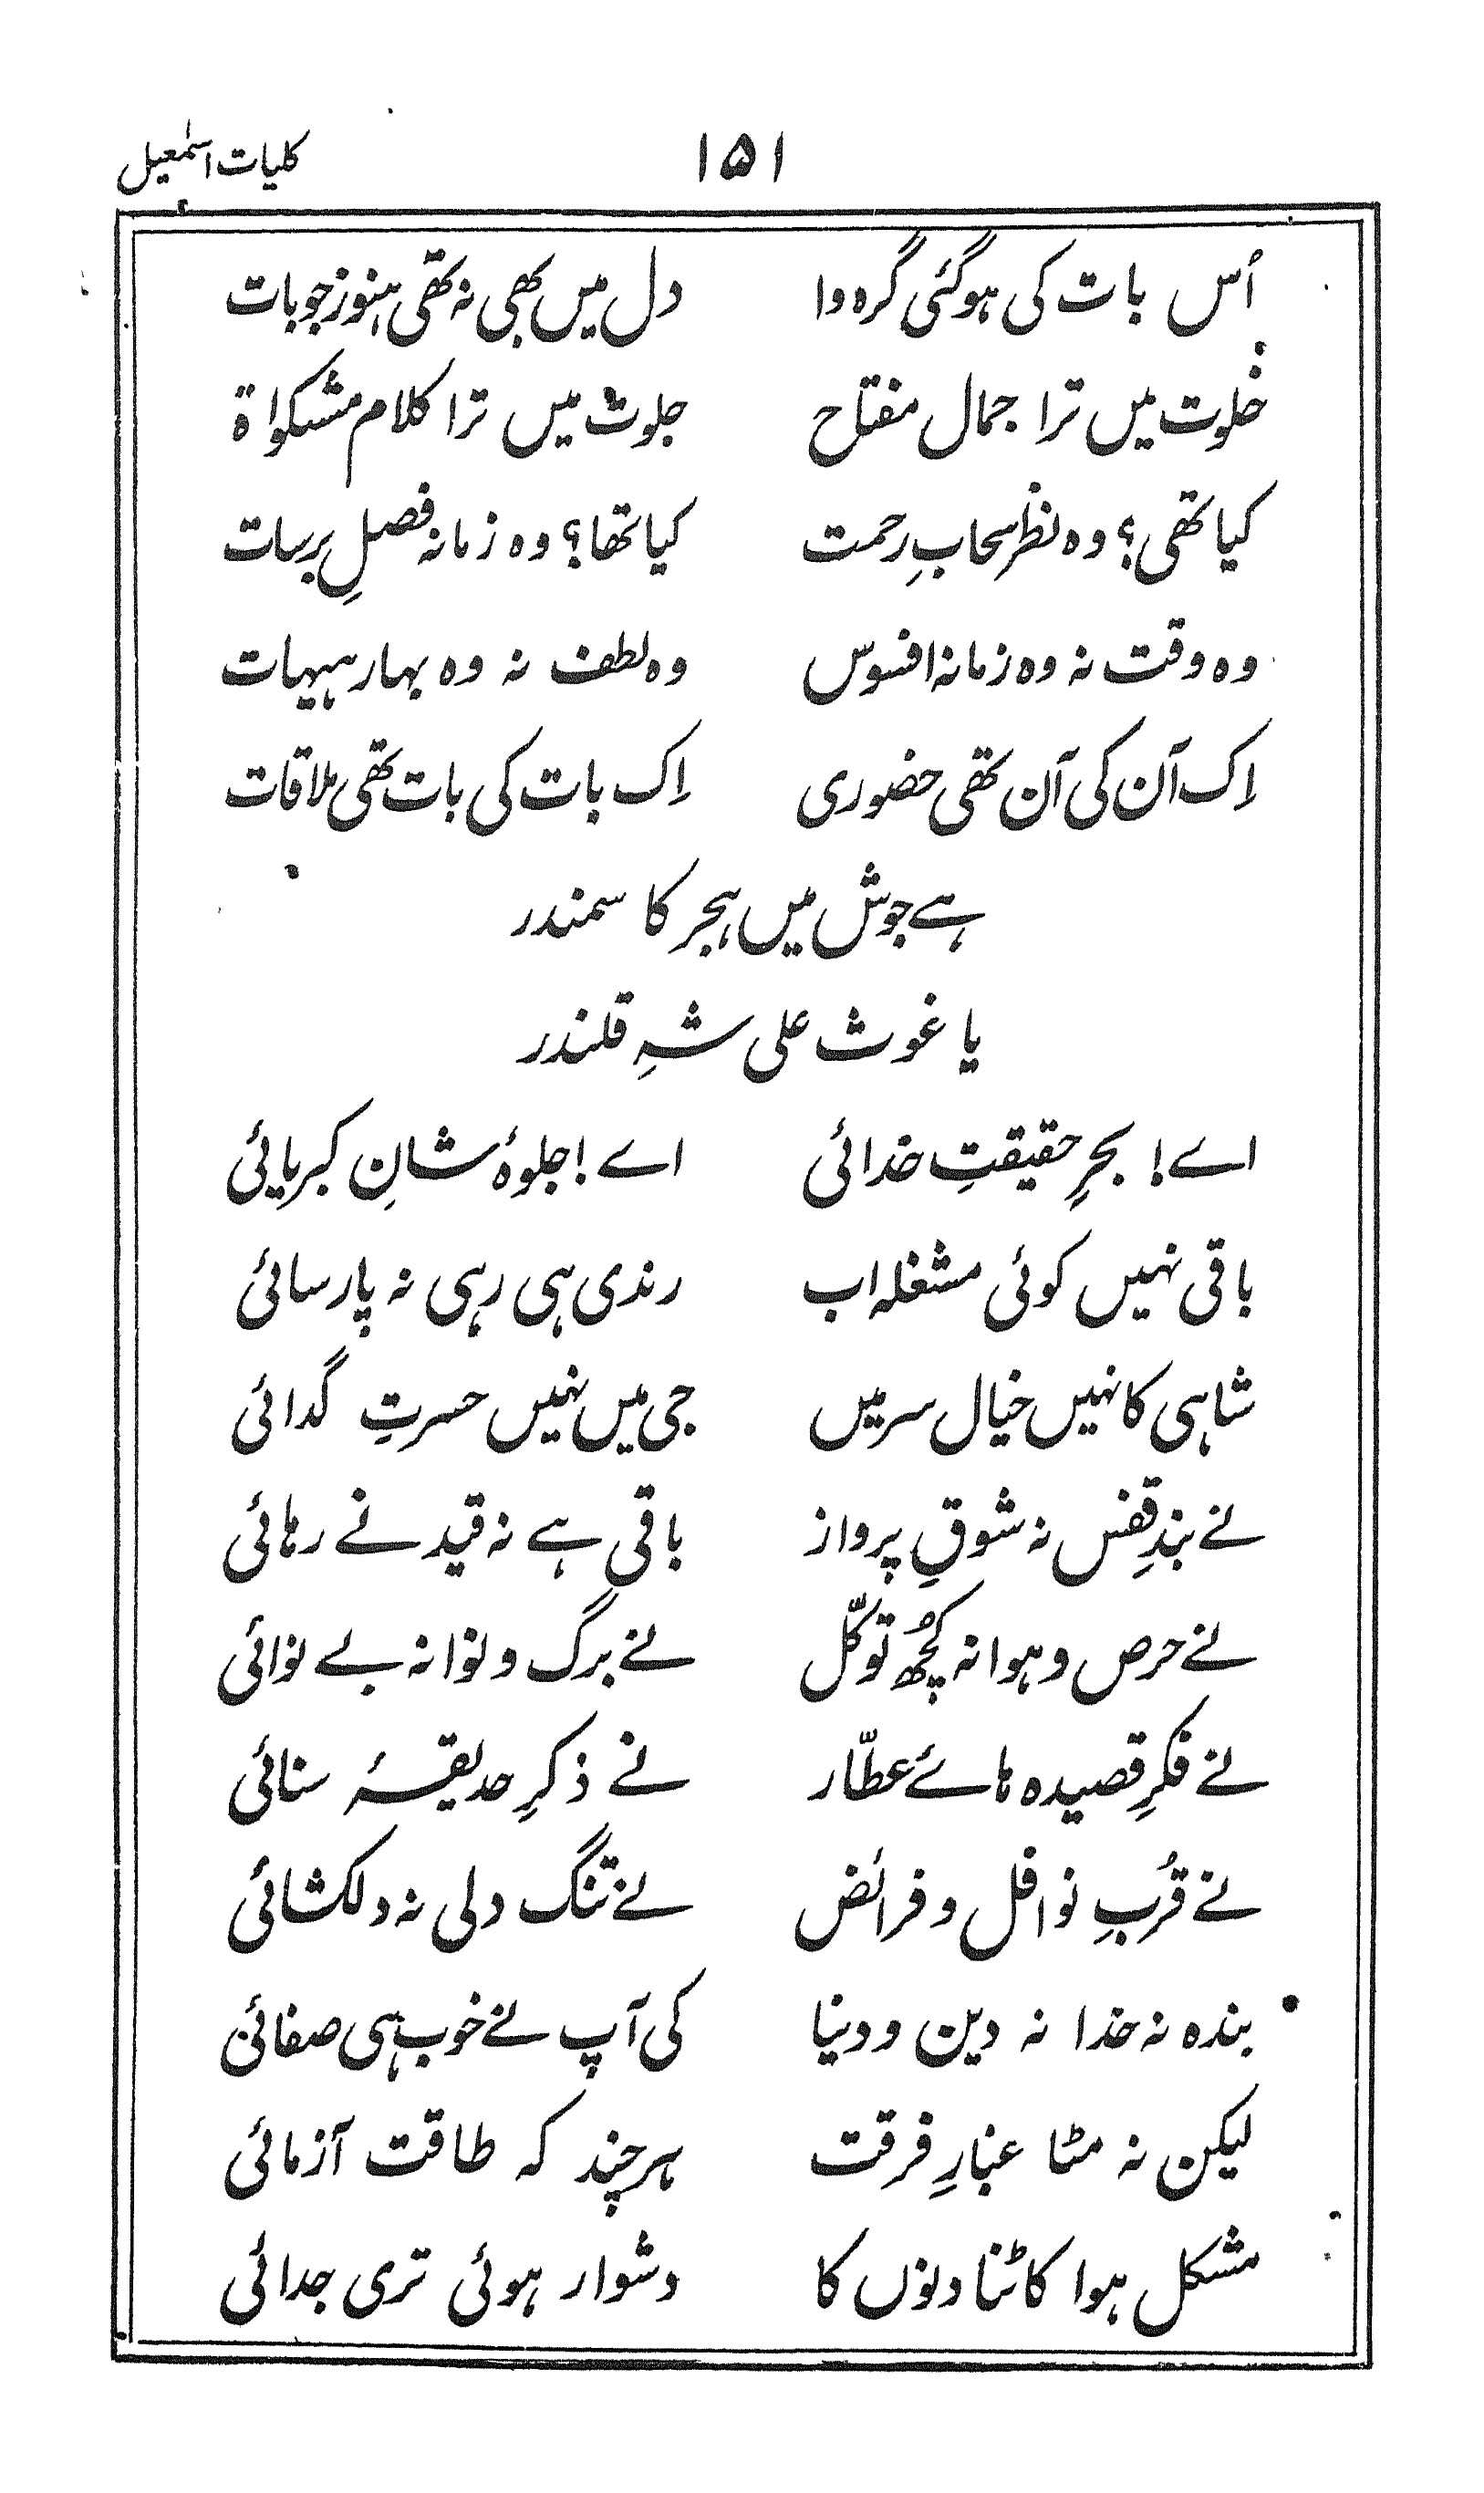 کلیات اسمٰعیل ۱۵۱
اُس بات کی ہوگئی گرہ وا دل میں بھی نہ تھی ہنوز جو بات
خلوت میں ترا جمال مفتاح جلوت میں ترا کلام مشکواۃ
کیا تھی؟ وہ نظر سحابِ رحمت کیا تھا؟ وہ زمانہ فصلِ برسات
وہ وقت نہ وہ زمانہ افسوس وہ لطف نہ وہ بہار ہیہات
اِک آن کی آن تھی حضوری اِک بات کی بات تھی ملاقات
ہے جوش میں ہجر کا سمندر
یا غوث علی شہِ قلندر
اے! بحرِ حقیقتِ خدائی اے! جلوۂ شانِ کبریائی
باقی نہیں کوئی مشغلہ اب رندی ہی رہی نہ پارسائی
شاہی کا نہیں خیال سر میں جی میں نہیں حسرتِ گدائی
نے بندِ قفس نہ شوقِ پرواز باقی ہے نہ قید نے رہائی
نے حرص و ہوا نہ کچُھ توکّل نے برگ و نوا نہ بے نوائی
نے فکرِ قصیدہ ہائے عطّار نے ذکرِ حدیقۂ سنائی
نے قُربِ نوافل و فرائض نے تنگ دلی نہ دلکشائی
بندہ نہ خدا نہ دین و دنیا کی آپ نے خوب ہی صفائی
لیکن نہ مٹا غبارِ فرقت ہر چند کہ طاقت آزمائی
مشکل ہوا کاٹنا دنوں کا دشوار ہوئی تری جدائی